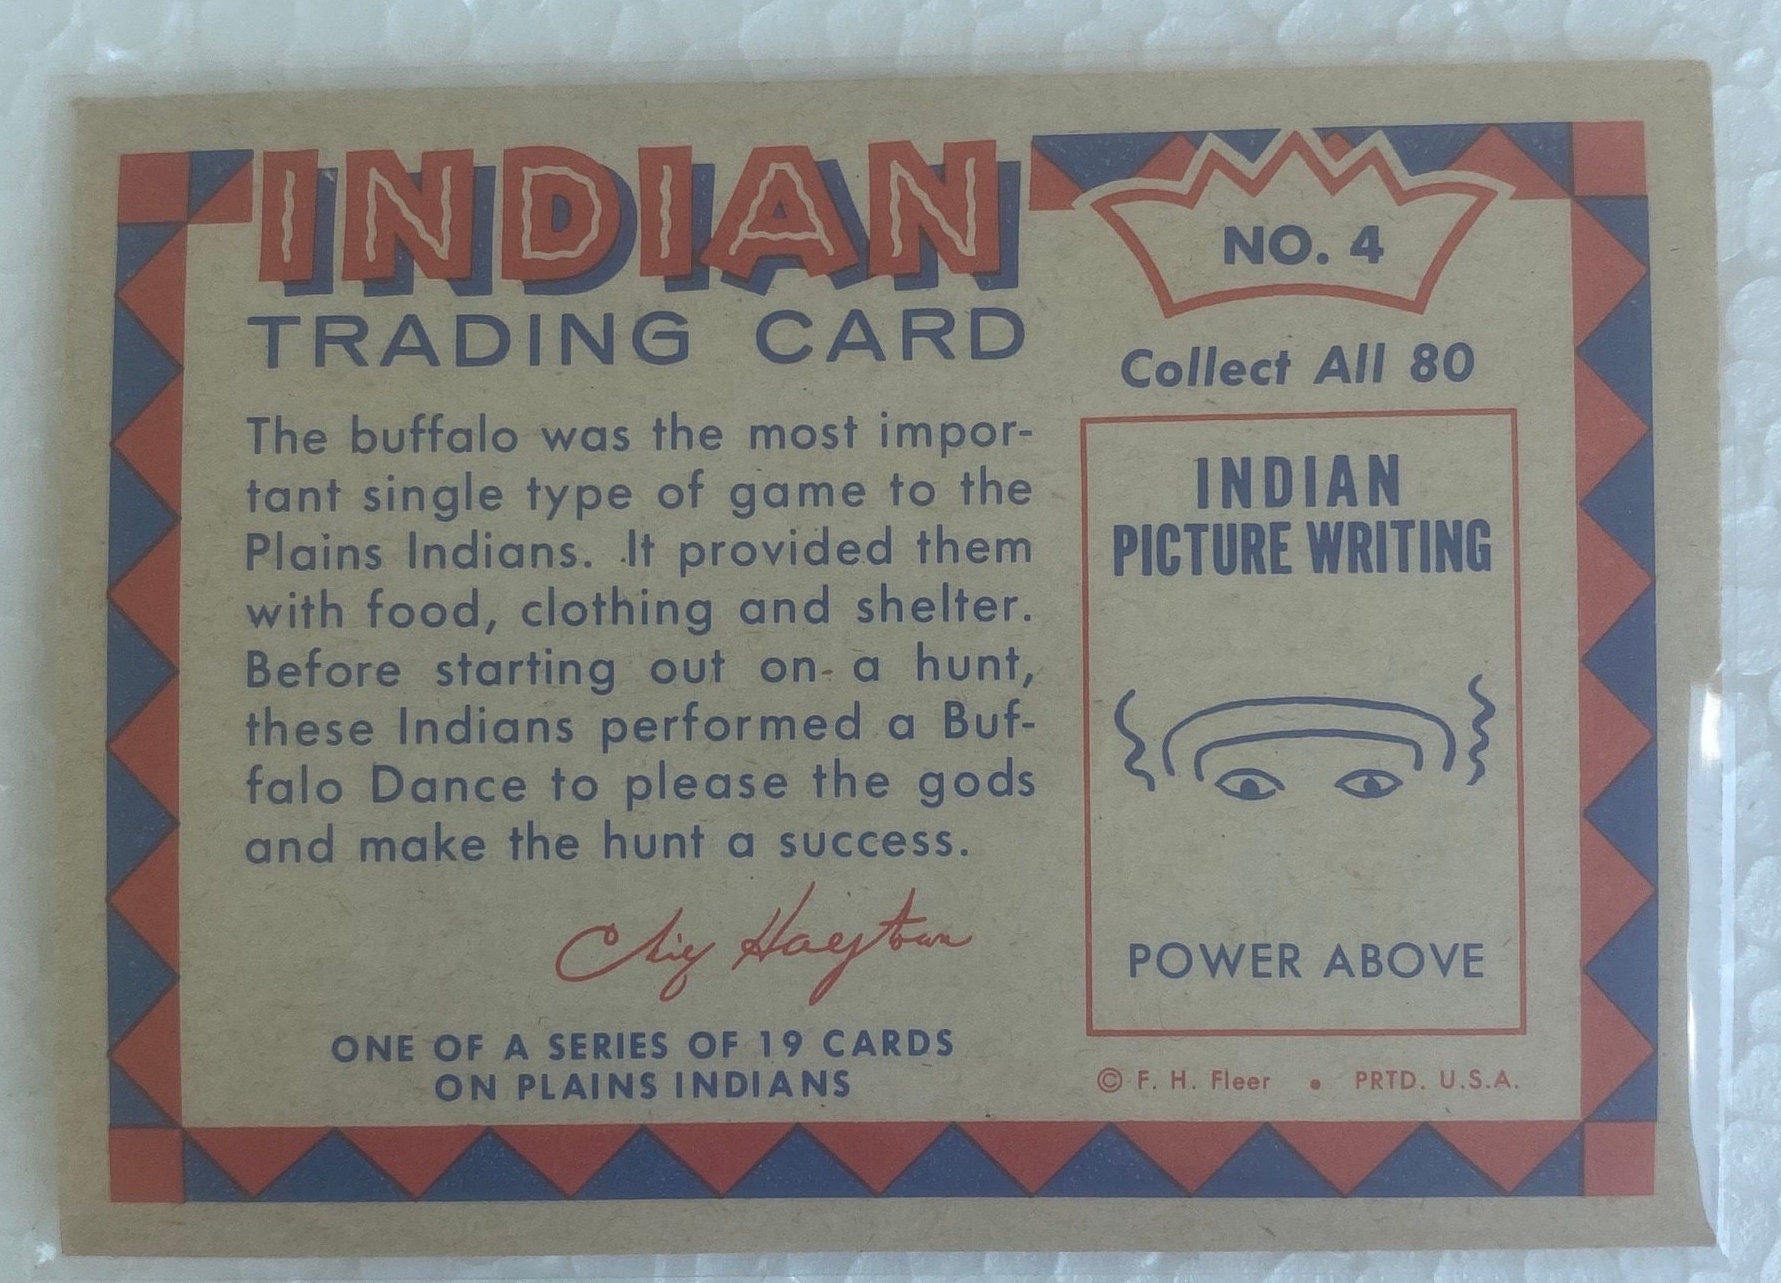 INDIAN
TRADING CARD
The buffalo was the most impor-
tant single type of game to the
Plains Indians. It provided them
with food, clothing and shelter.
Before starting out on a hunt,
these Indians performed a Buf-
falo Dance to please the gods
and make the hunt a success.
Chief Hagstrom
ONE OF A SERIES OF 19 CARDS
ON PLAINS INDIANS
NO. 4
Collect All 80
INDIAN
PICTURE WRITING
POWER ABOVE
© F. H. Fleer • PRTD. U.S.A.